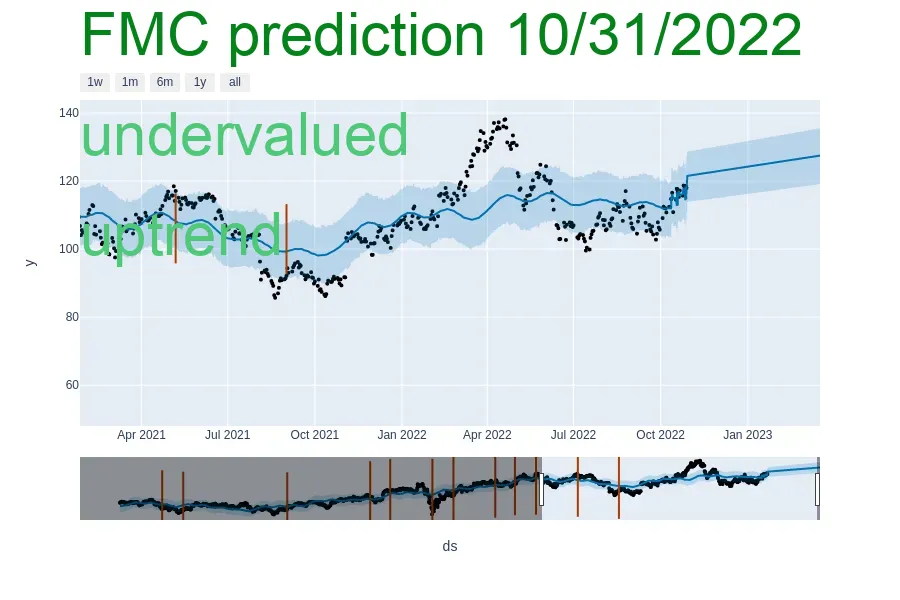 FMC prediction 10/31/2022
1w 1m 6m 1y all
undervalued
uptrend
140
120
100
80
60
y
Apr 2021 Jul 2021 Oct 2021 Jan 2022 Apr 2022 Jul 2022 Oct 2022 Jan 2023
ds